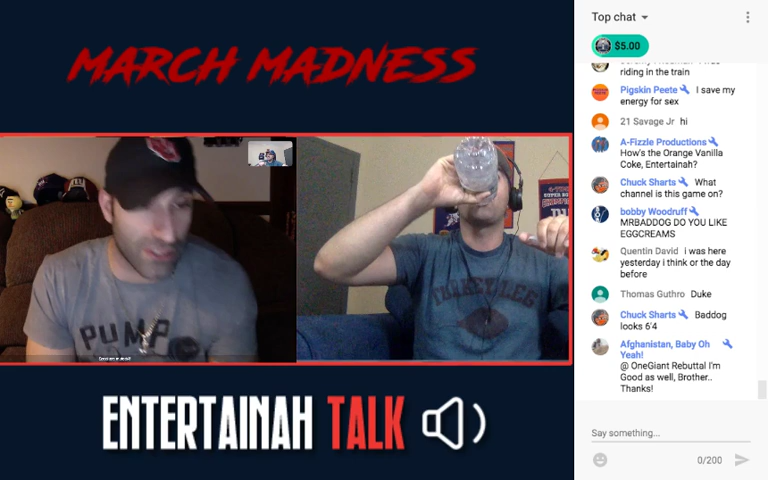 MARCH MADNESS
PUMP
TURKEY LEG
ENTERTAINAH TALK
Top chat
$5.00
riding in the train
Pigskin Peete I save my
energy for sex
21 Savage Jr hi
A-Fizzle Productions
How's the Orange Vanilla
Coke, Entertainah?
Chuck Sharts What
channel is this game on?
bobby Woodruff
MRBADDOG DO YOU LIKE
EGGCREAMS
Quentin David i was here
yesterday i think or the day
before
Thomas Guthro Duke
Chuck Sharts Baddog
looks 6'4
Afghanistan, Baby Oh
Yeah!
@ OneGiant Rebuttal I'm
Good as well, Brother..
Thanks!
Say something...
0/200